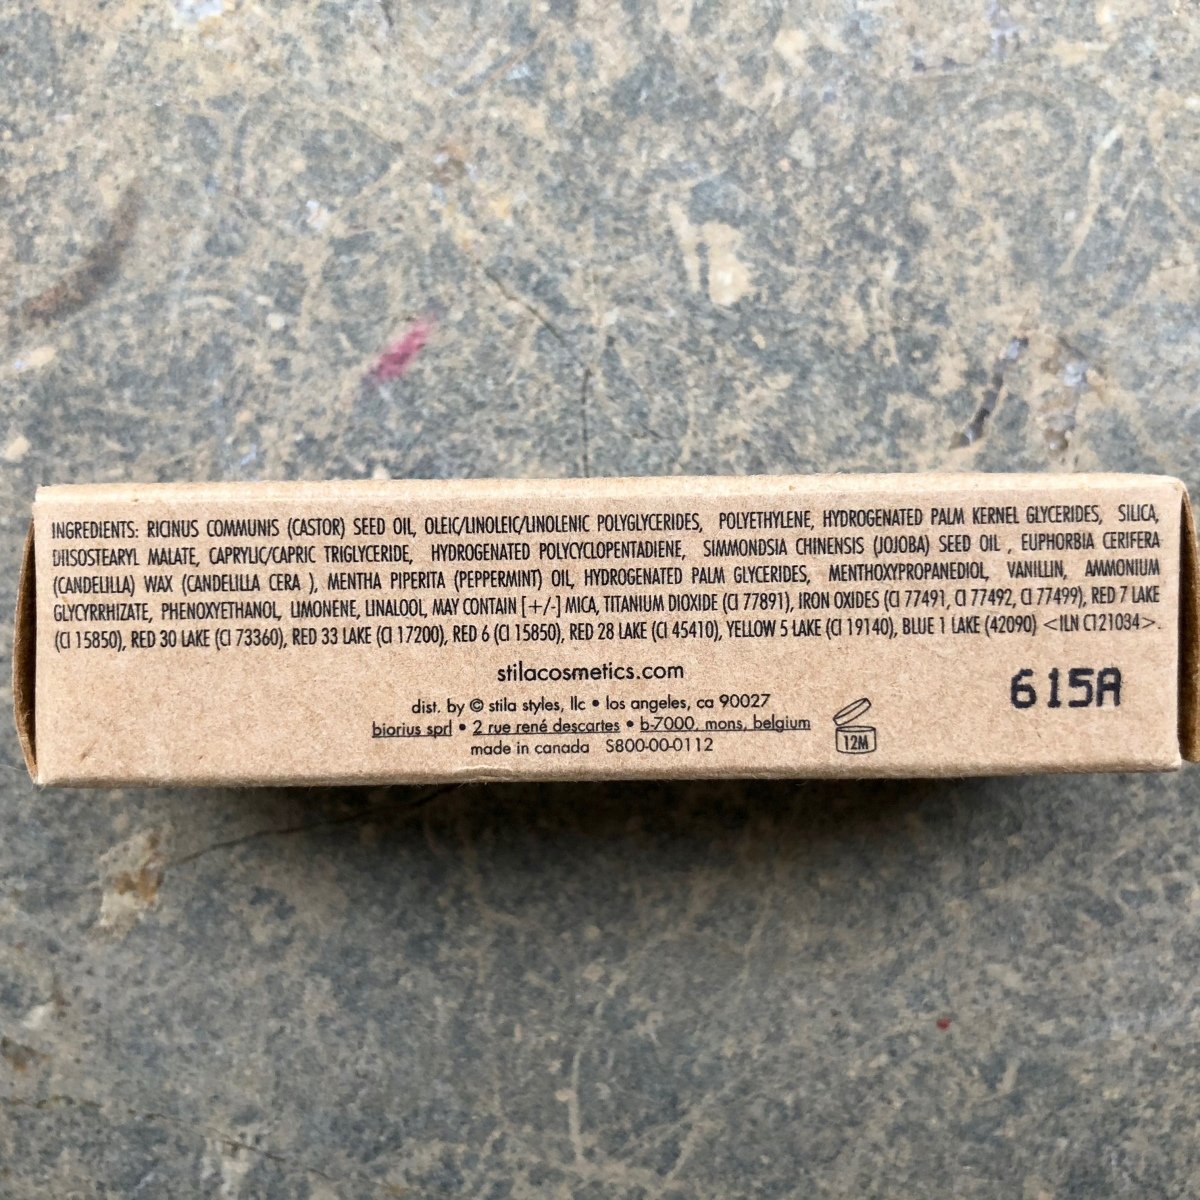 INGREDIENTS: RICINUS COMMUNIS (CASTOR) SEED OIL, OLEIC/LINOLEIC/LINOLENIC POLYGLYCERIDES, POLYETHYLENE, HYDROGENATED PALM KERNEL GLYCERIDES, SILICA,
DIISOSTEARYL MALATE, CAPRYLIC/CAPRIC TRIGLYCERIDE, HYDROGENATED POLYCYCLOPENTADIENE, SIMMONDSIA CHINENSIS (JOJOBA) SEED OIL , EUPHORBIA CERIFERA
(CANDELILLA) WAX (CANDELILLA CERA ), MENTHA PIPERITA (PEPPERMINT) OIL, HYDROGENATED PALM GLYCERIDES, MENTHOXYPROPANEDIOL, VANILLIN, AMMONIUM
GLYCYRRHIZATE, PHENOXYETHANOL, LIMONENE, LINALOOL, MAY CONTAIN [+/-] MICA, TITANIUM DIOXIDE (CI 77891), IRON OXIDES (CI 77491, CI 77492, CI 77499), RED 7 LAKE
(CI 15850), RED 30 LAKE (CI 73360), RED 33 LAKE (CI 17200), RED 6 (CI 15850), RED 28 LAKE (CI 45410), YELLOW 5 LAKE (CI 19140), BLUE 1 LAKE (42090) <ILN C121034>.
stilacosmetics.com
615A
dist. by © stila styles, llc • los angeles, ca 90027
biorius sprl • 2 rue rené descartes • b-7000, mons, belgium
made in canada S800-00-0112
12M